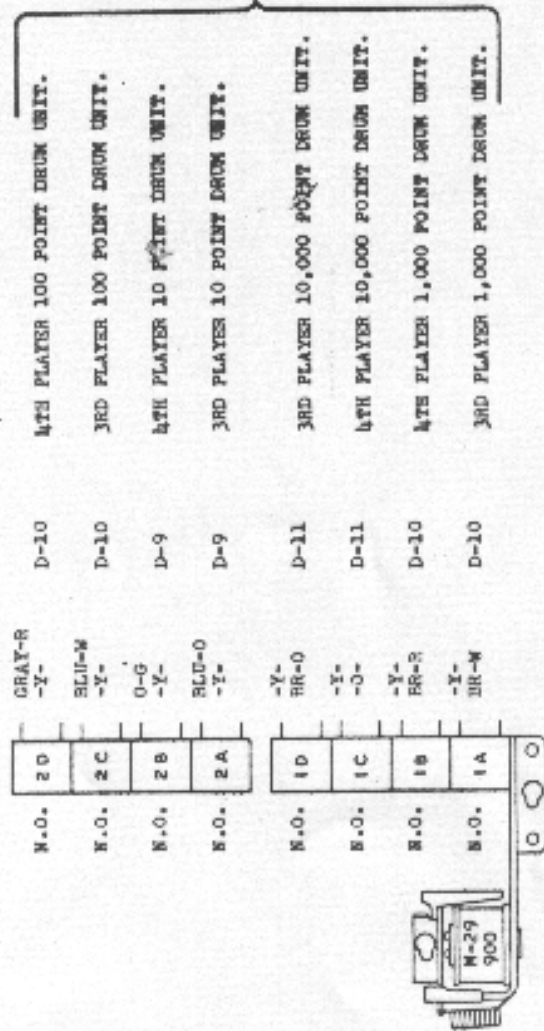 GRAY-R
N.O. 2D -Y- D-10 4TH PLAYER 100 POINT DRUM UNIT.
BLU-W
N.O. 2C -Y- D-10 3RD PLAYER 100 POINT DRUM UNIT.
O-G
N.O. 2B -Y- D-9 4TH PLAYER 10 POINT DRUM UNIT.
BLU-O
N.O. 2A -Y- D-9 3RD PLAYER 10 POINT DRUM UNIT.
-Y-
N.O. 1D BR-O D-11 3RD PLAYER 10,000 POINT DRUM UNIT.
-Y-
N.O. 1C -O- D-11 4TH PLAYER 10,000 POINT DRUM UNIT.
-Y-
N.O. 1B BR-R D-10 4TH PLAYER 1,000 POINT DRUM UNIT.
-Y-
N.O. 1A BR-W D-10 3RD PLAYER 1,000 POINT DRUM UNIT.
M-29
900